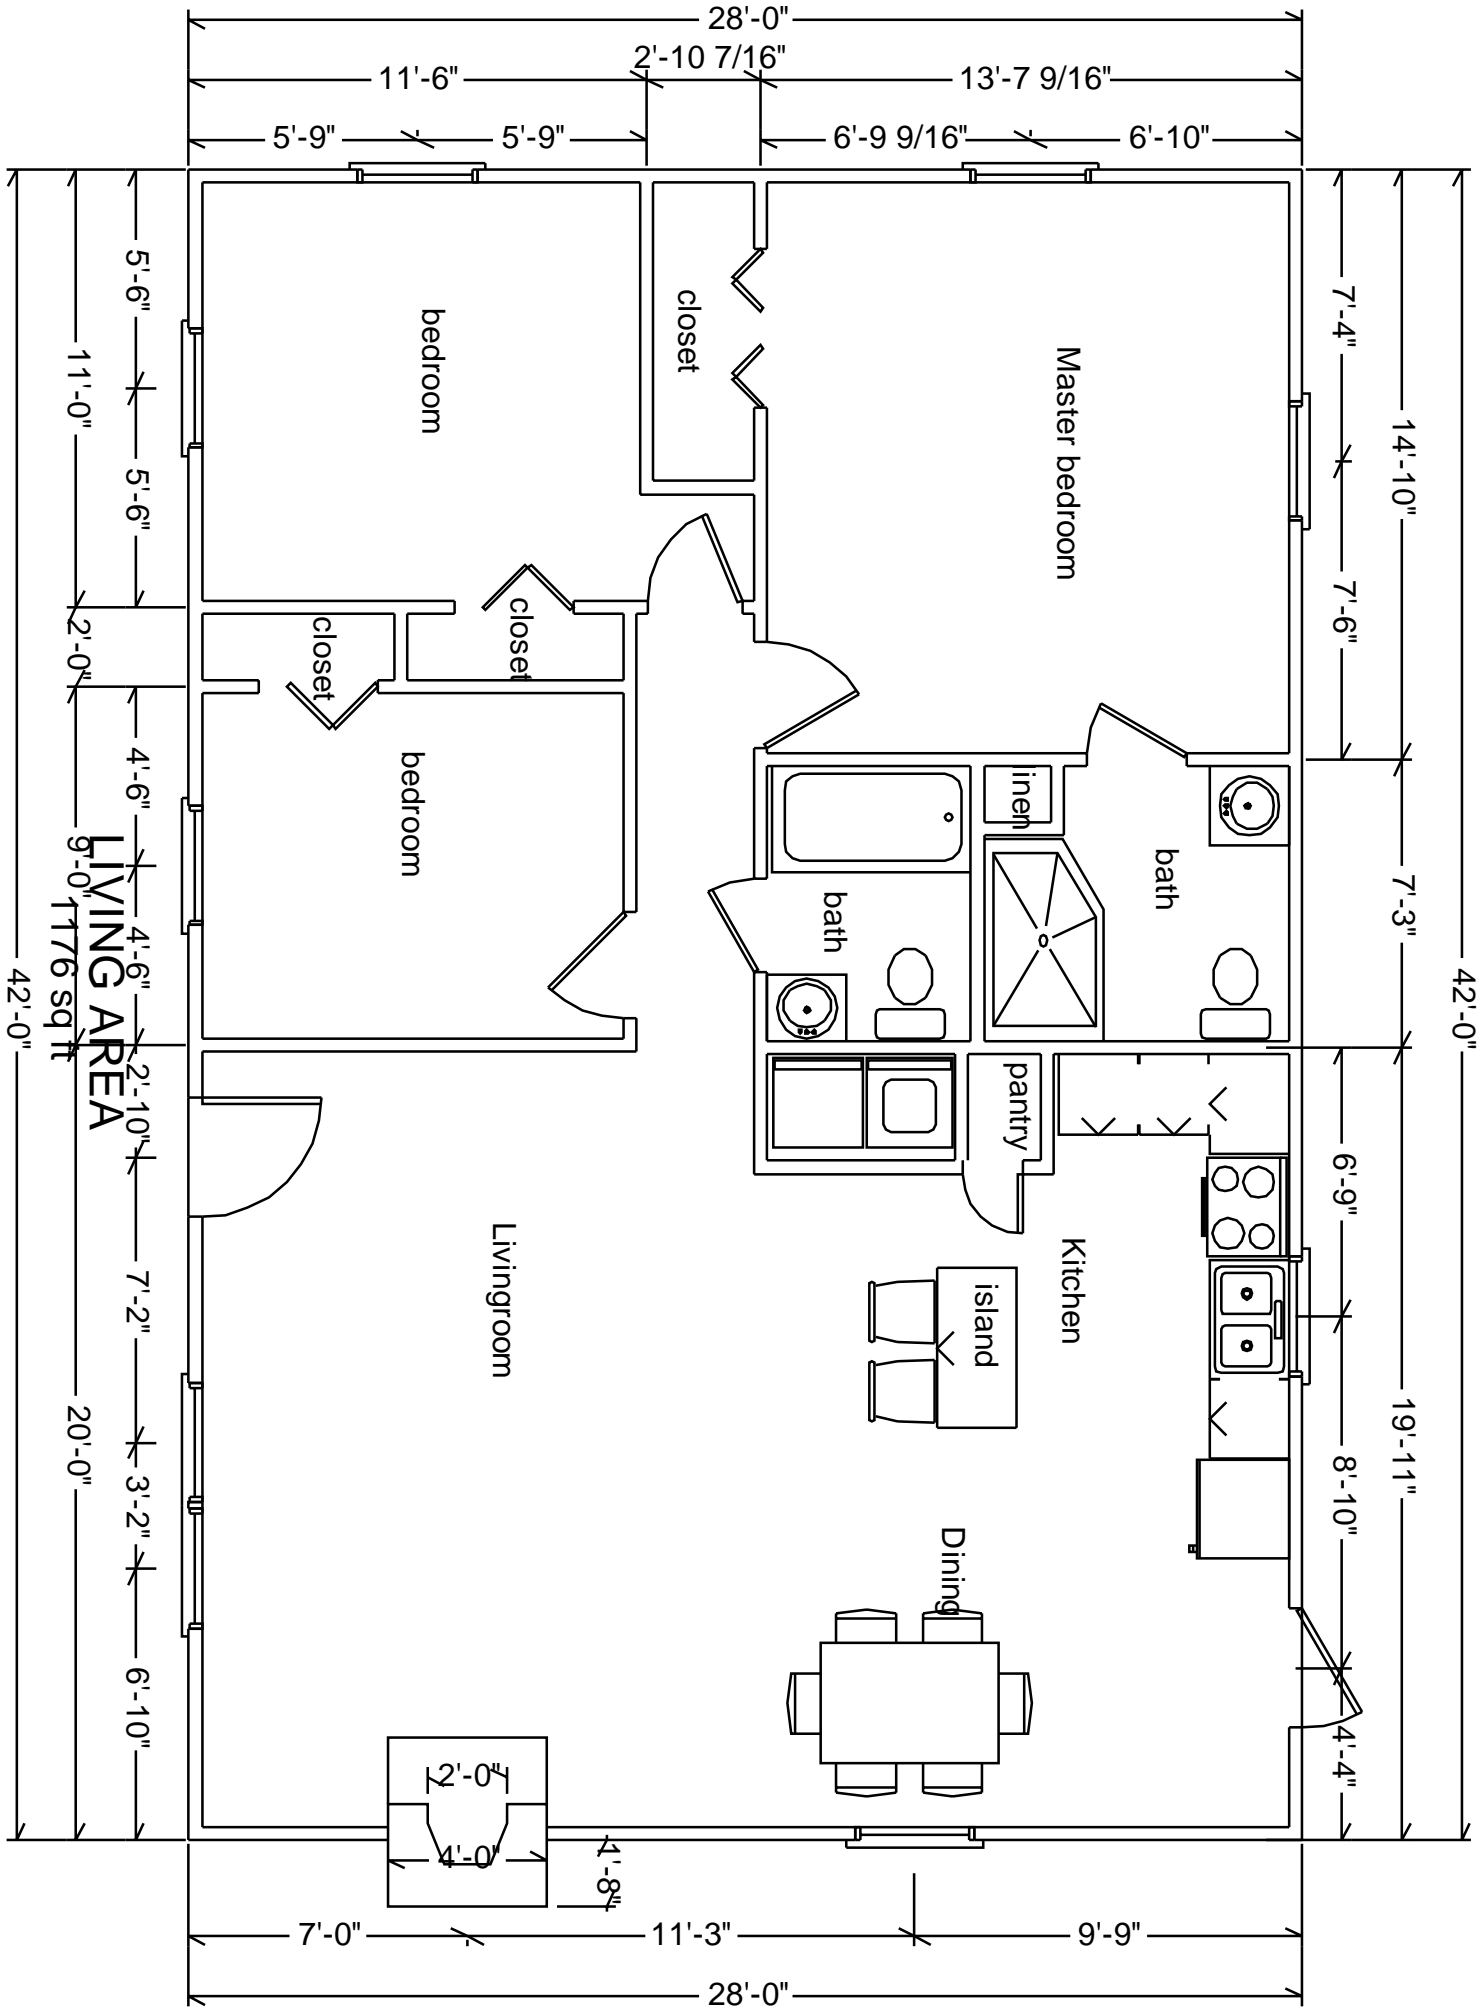 28'-0"
2'-10 7/16"
11'-6"
13'-7 9/16"
5'-9"
5'-9"
6'-9 9/16"
6'-10"
42'-0"
14'-10"
7'-3"
19'-11"
7'-4"
7'-6"
6'-9"
8'-10"
4'-4"
Master bedroom
closet
bedroom
closet
closet
bedroom
linen
bath
bath
pantry
Kitchen
island
Dining
Livingroom
5'-6"
5'-6"
4'-6"
4'-6"
2'-10"
7'-2"
3'-2"
6'-10"
11'-0"
2'-0"
9'-0"
20'-0"
LIVING AREA
1176 sq ft
42'-0"
2'-0"
4'-0"
1'-8"
7'-0"
11'-3"
9'-9"
28'-0"